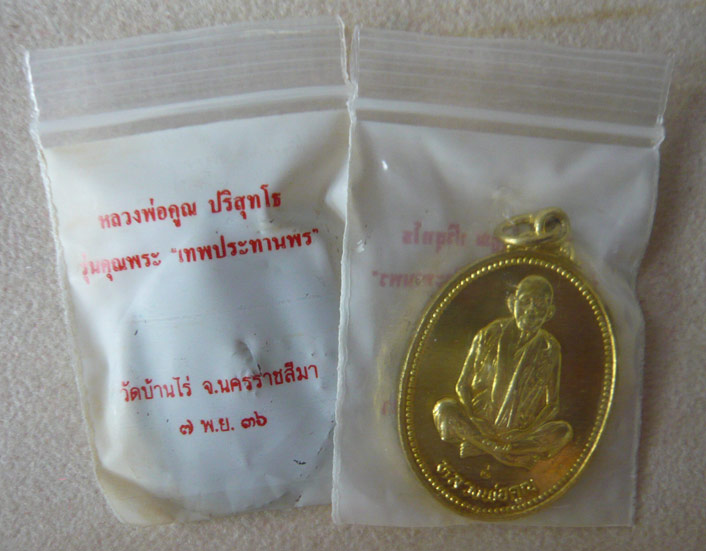 หลวงพ่อคูณ ปริสุทโธ
รุ่นคุณพระ "เทพประทานพร"
วัดบ้านไร่ จ.นครราชสีมา
๗ พ.ย. ๓๖